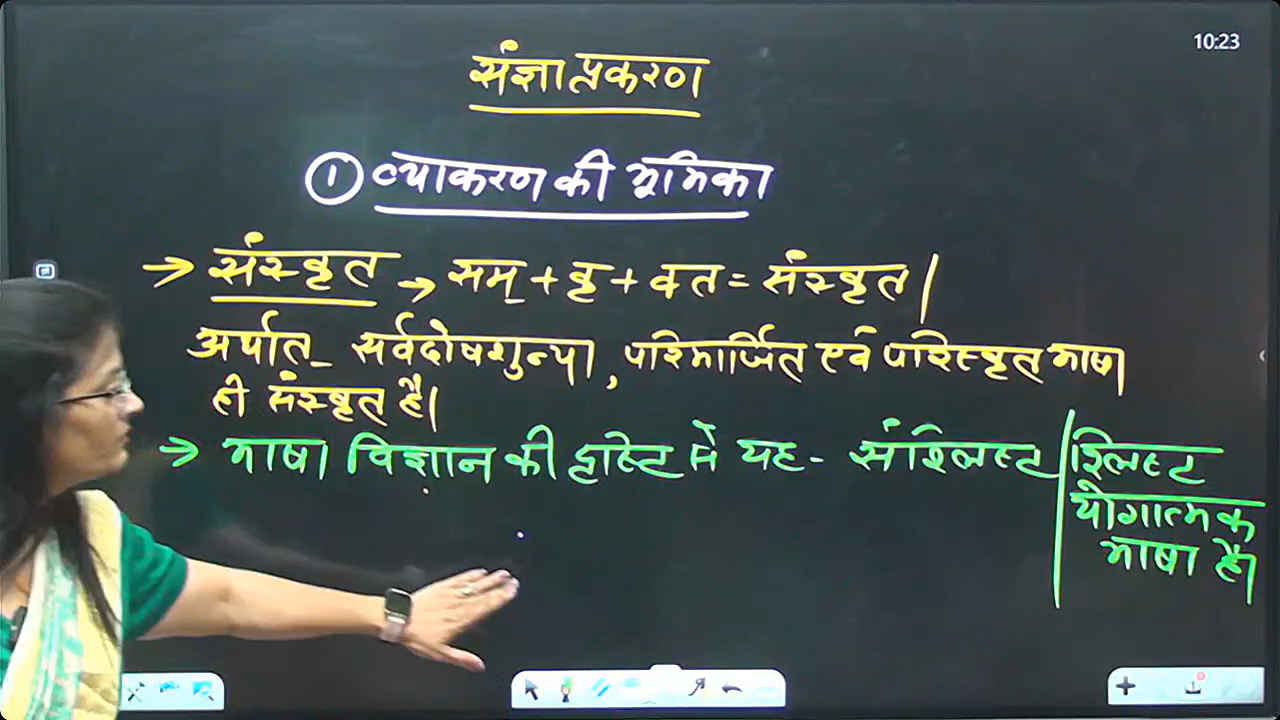 10:23
संज्ञा प्रकरण
① व्याकरण की भूमिका
→ संस्कृत → सम् + कृ + क्त = संस्कृत |
अर्थात् - सर्वदोषशुन्या, परिमार्जित एवं परिस्कृत भाषा
ही संस्कृत है।
→ भाषा विज्ञान की दृष्टि में यह - संश्लिष्ट | श्लिष्ट
योगात्मक
भाषा है।